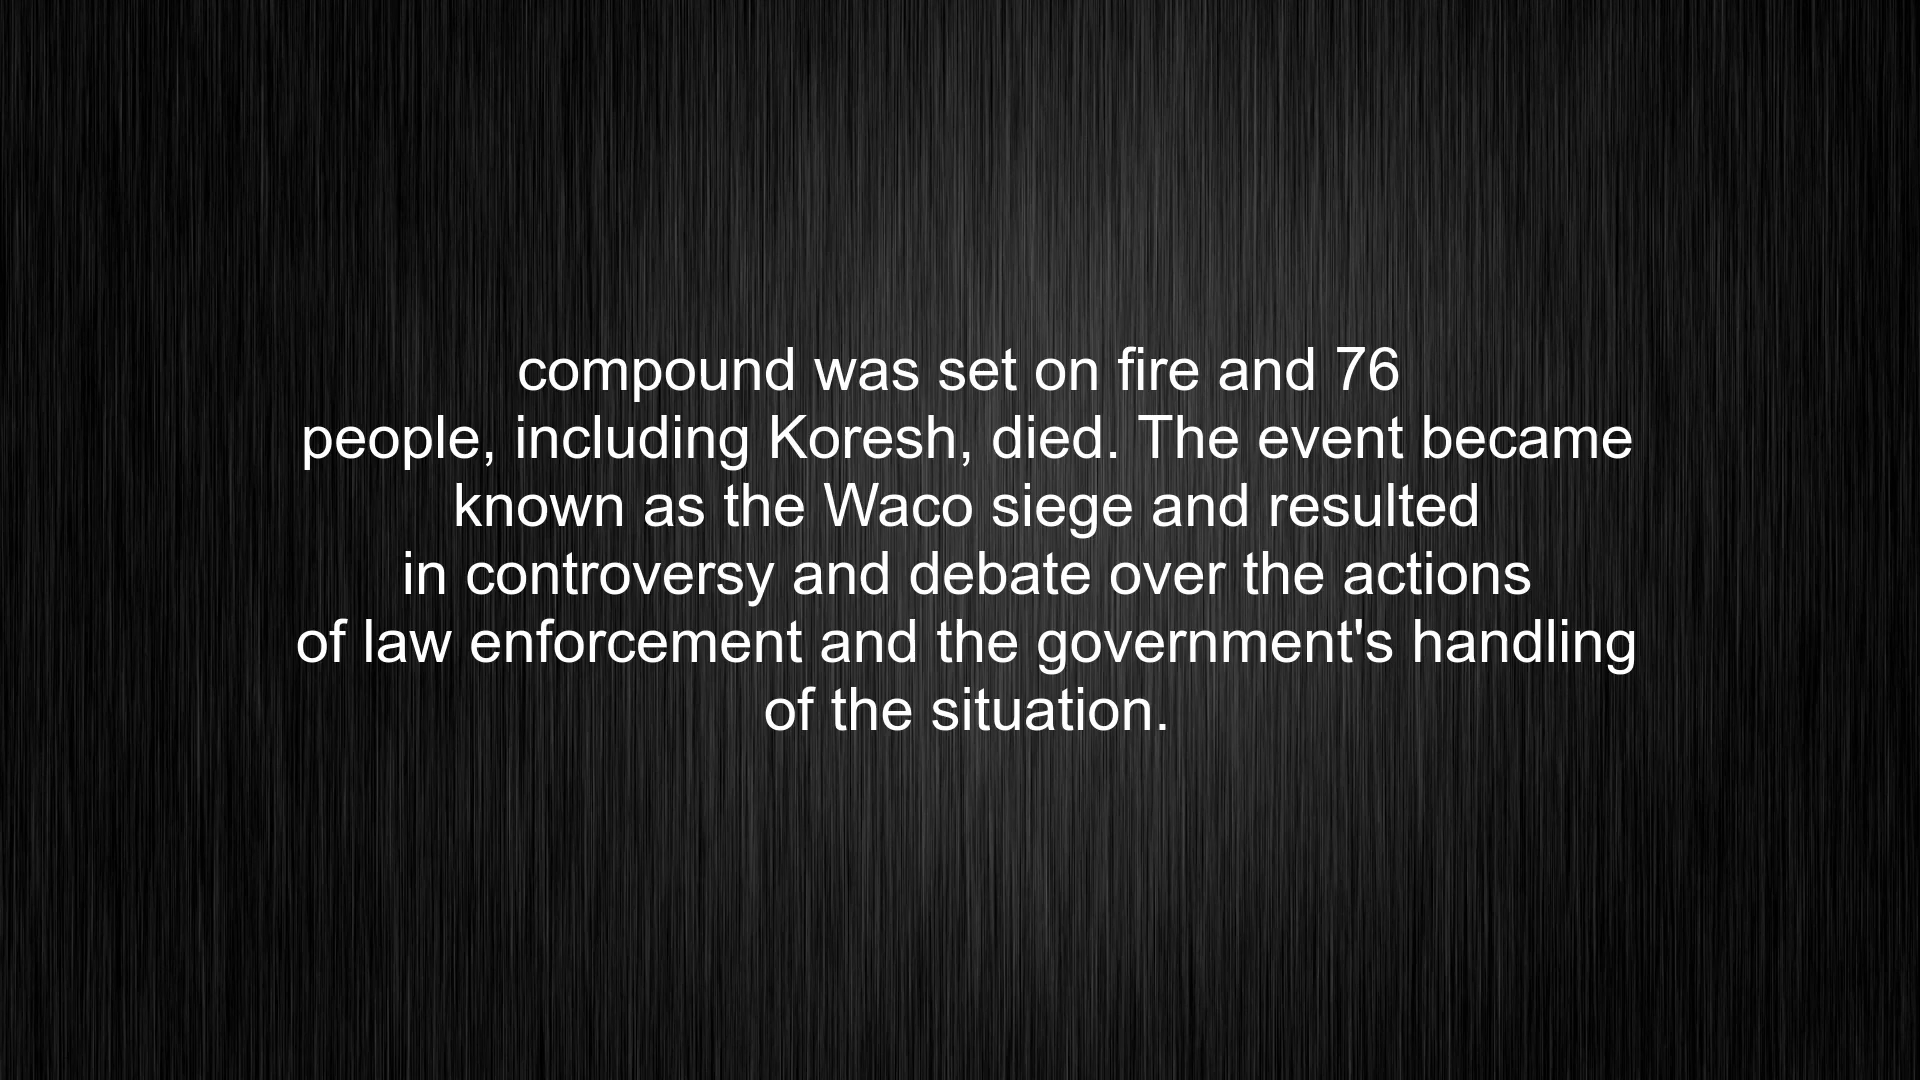 compound was set on fire and 76
people, including Koresh, died. The event became
known as the Waco siege and resulted
in controversy and debate over the actions
of law enforcement and the government's handling
of the situation.